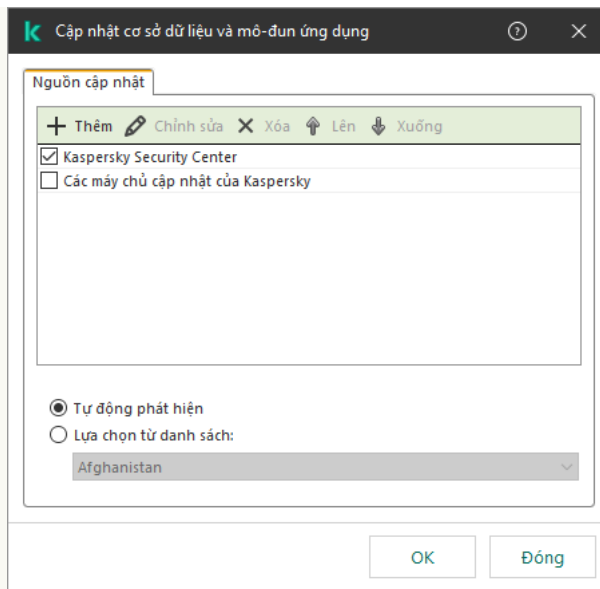 Cập nhật cơ sở dữ liệu và mô-đun ứng dụng
Nguồn cập nhật
Thêm Chỉnh sửa Xóa Lên Xuống
Kaspersky Security Center
Các máy chủ cập nhật của Kaspersky
Tự động phát hiện
Lựa chọn từ danh sách:
Afghanistan
OK Đóng